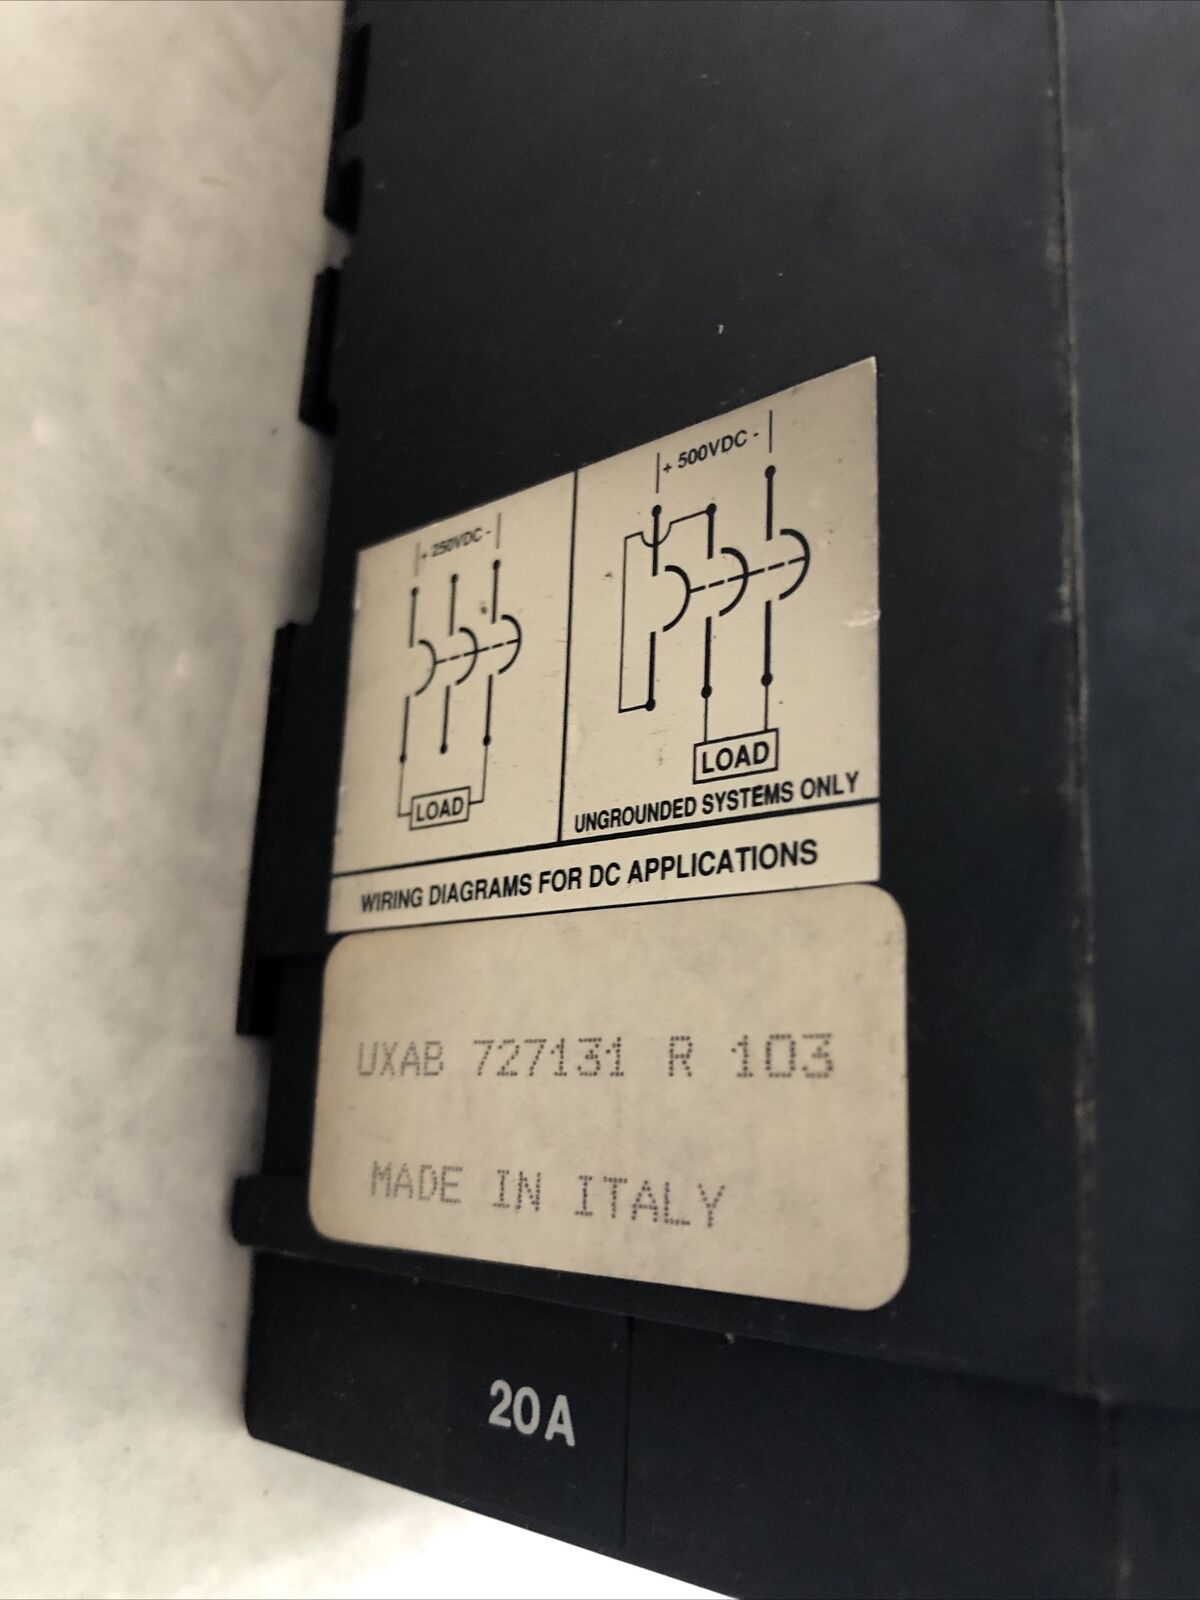 + 250VDC -
LOAD
+ 500VDC -
LOAD
UNGROUNDED SYSTEMS ONLY
WIRING DIAGRAMS FOR DC APPLICATIONS
UXAB 727131 R 103
MADE IN ITALY
20A